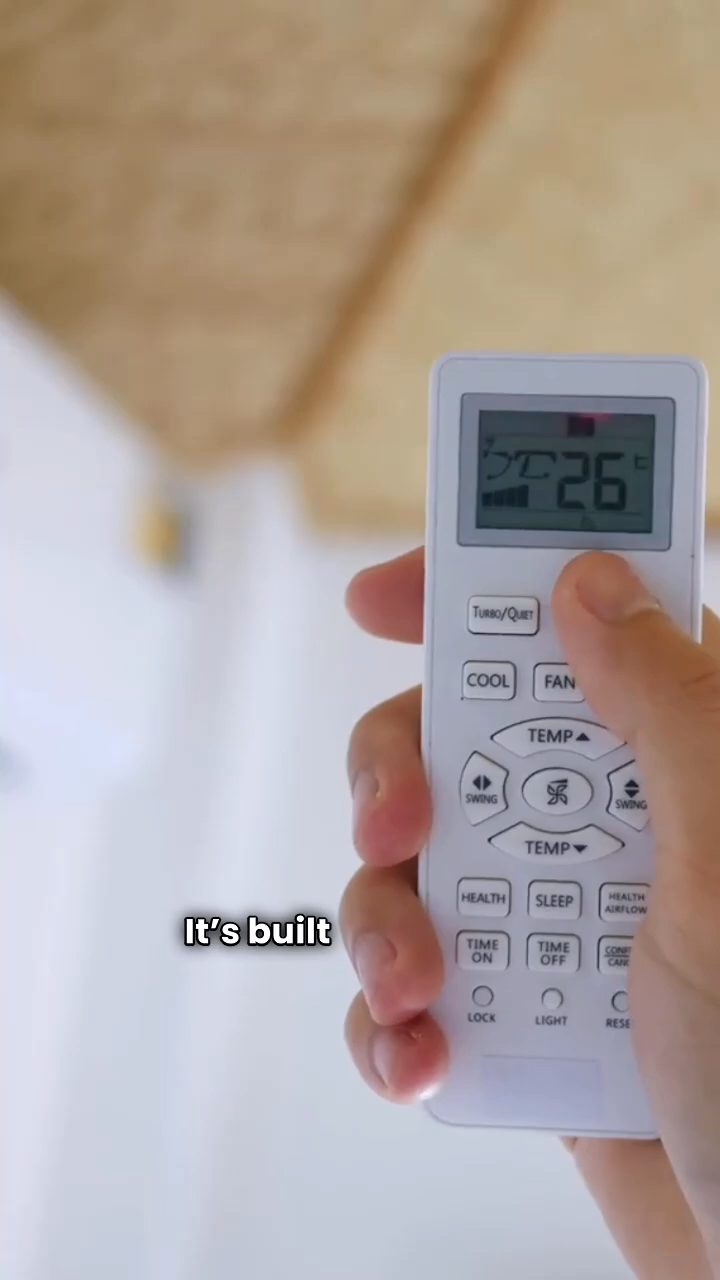 26
TURBO/QUIET
COOL FAN
TEMP▲
SWING
SWING
TEMP▼
HEALTH SLEEP HEALTH AIRFLOW
It's built
TIME ON
TIME OFF
LOCK LIGHT